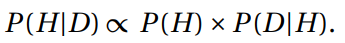 P(H|D) ∝ P(H) × P(D|H).